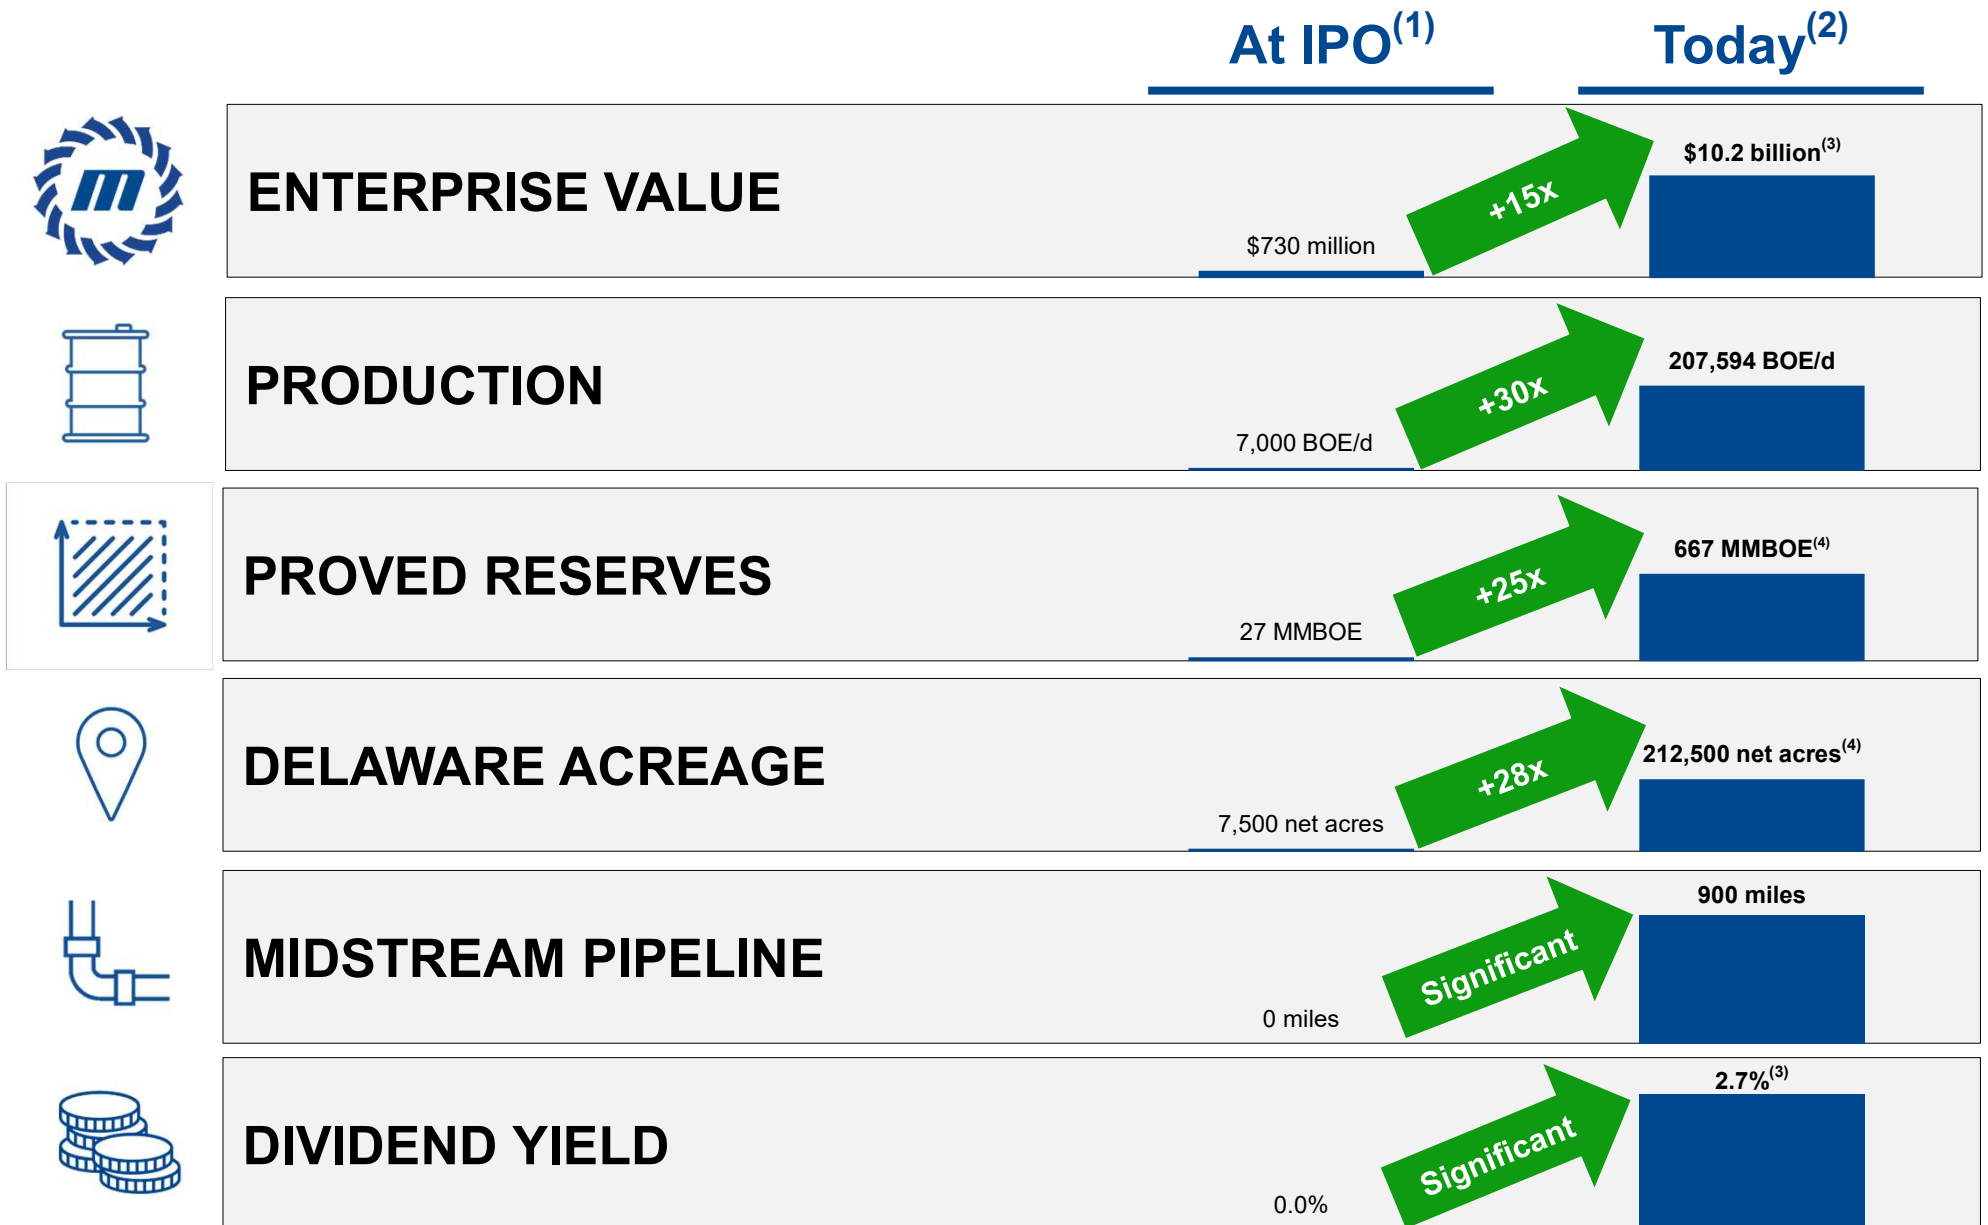 At IPO(1) Today(2)
ENTERPRISE VALUE
$730 million
+15x
$10.2 billion(3)
PRODUCTION
7,000 BOE/d
+30x
207,594 BOE/d
PROVED RESERVES
27 MMBOE
+25x
667 MMBOE(4)
DELAWARE ACREAGE
7,500 net acres
+28x
212,500 net acres(4)
MIDSTREAM PIPELINE
0 miles
Significant
900 miles
DIVIDEND YIELD
0.0%
Significant
2.7%(3)
m